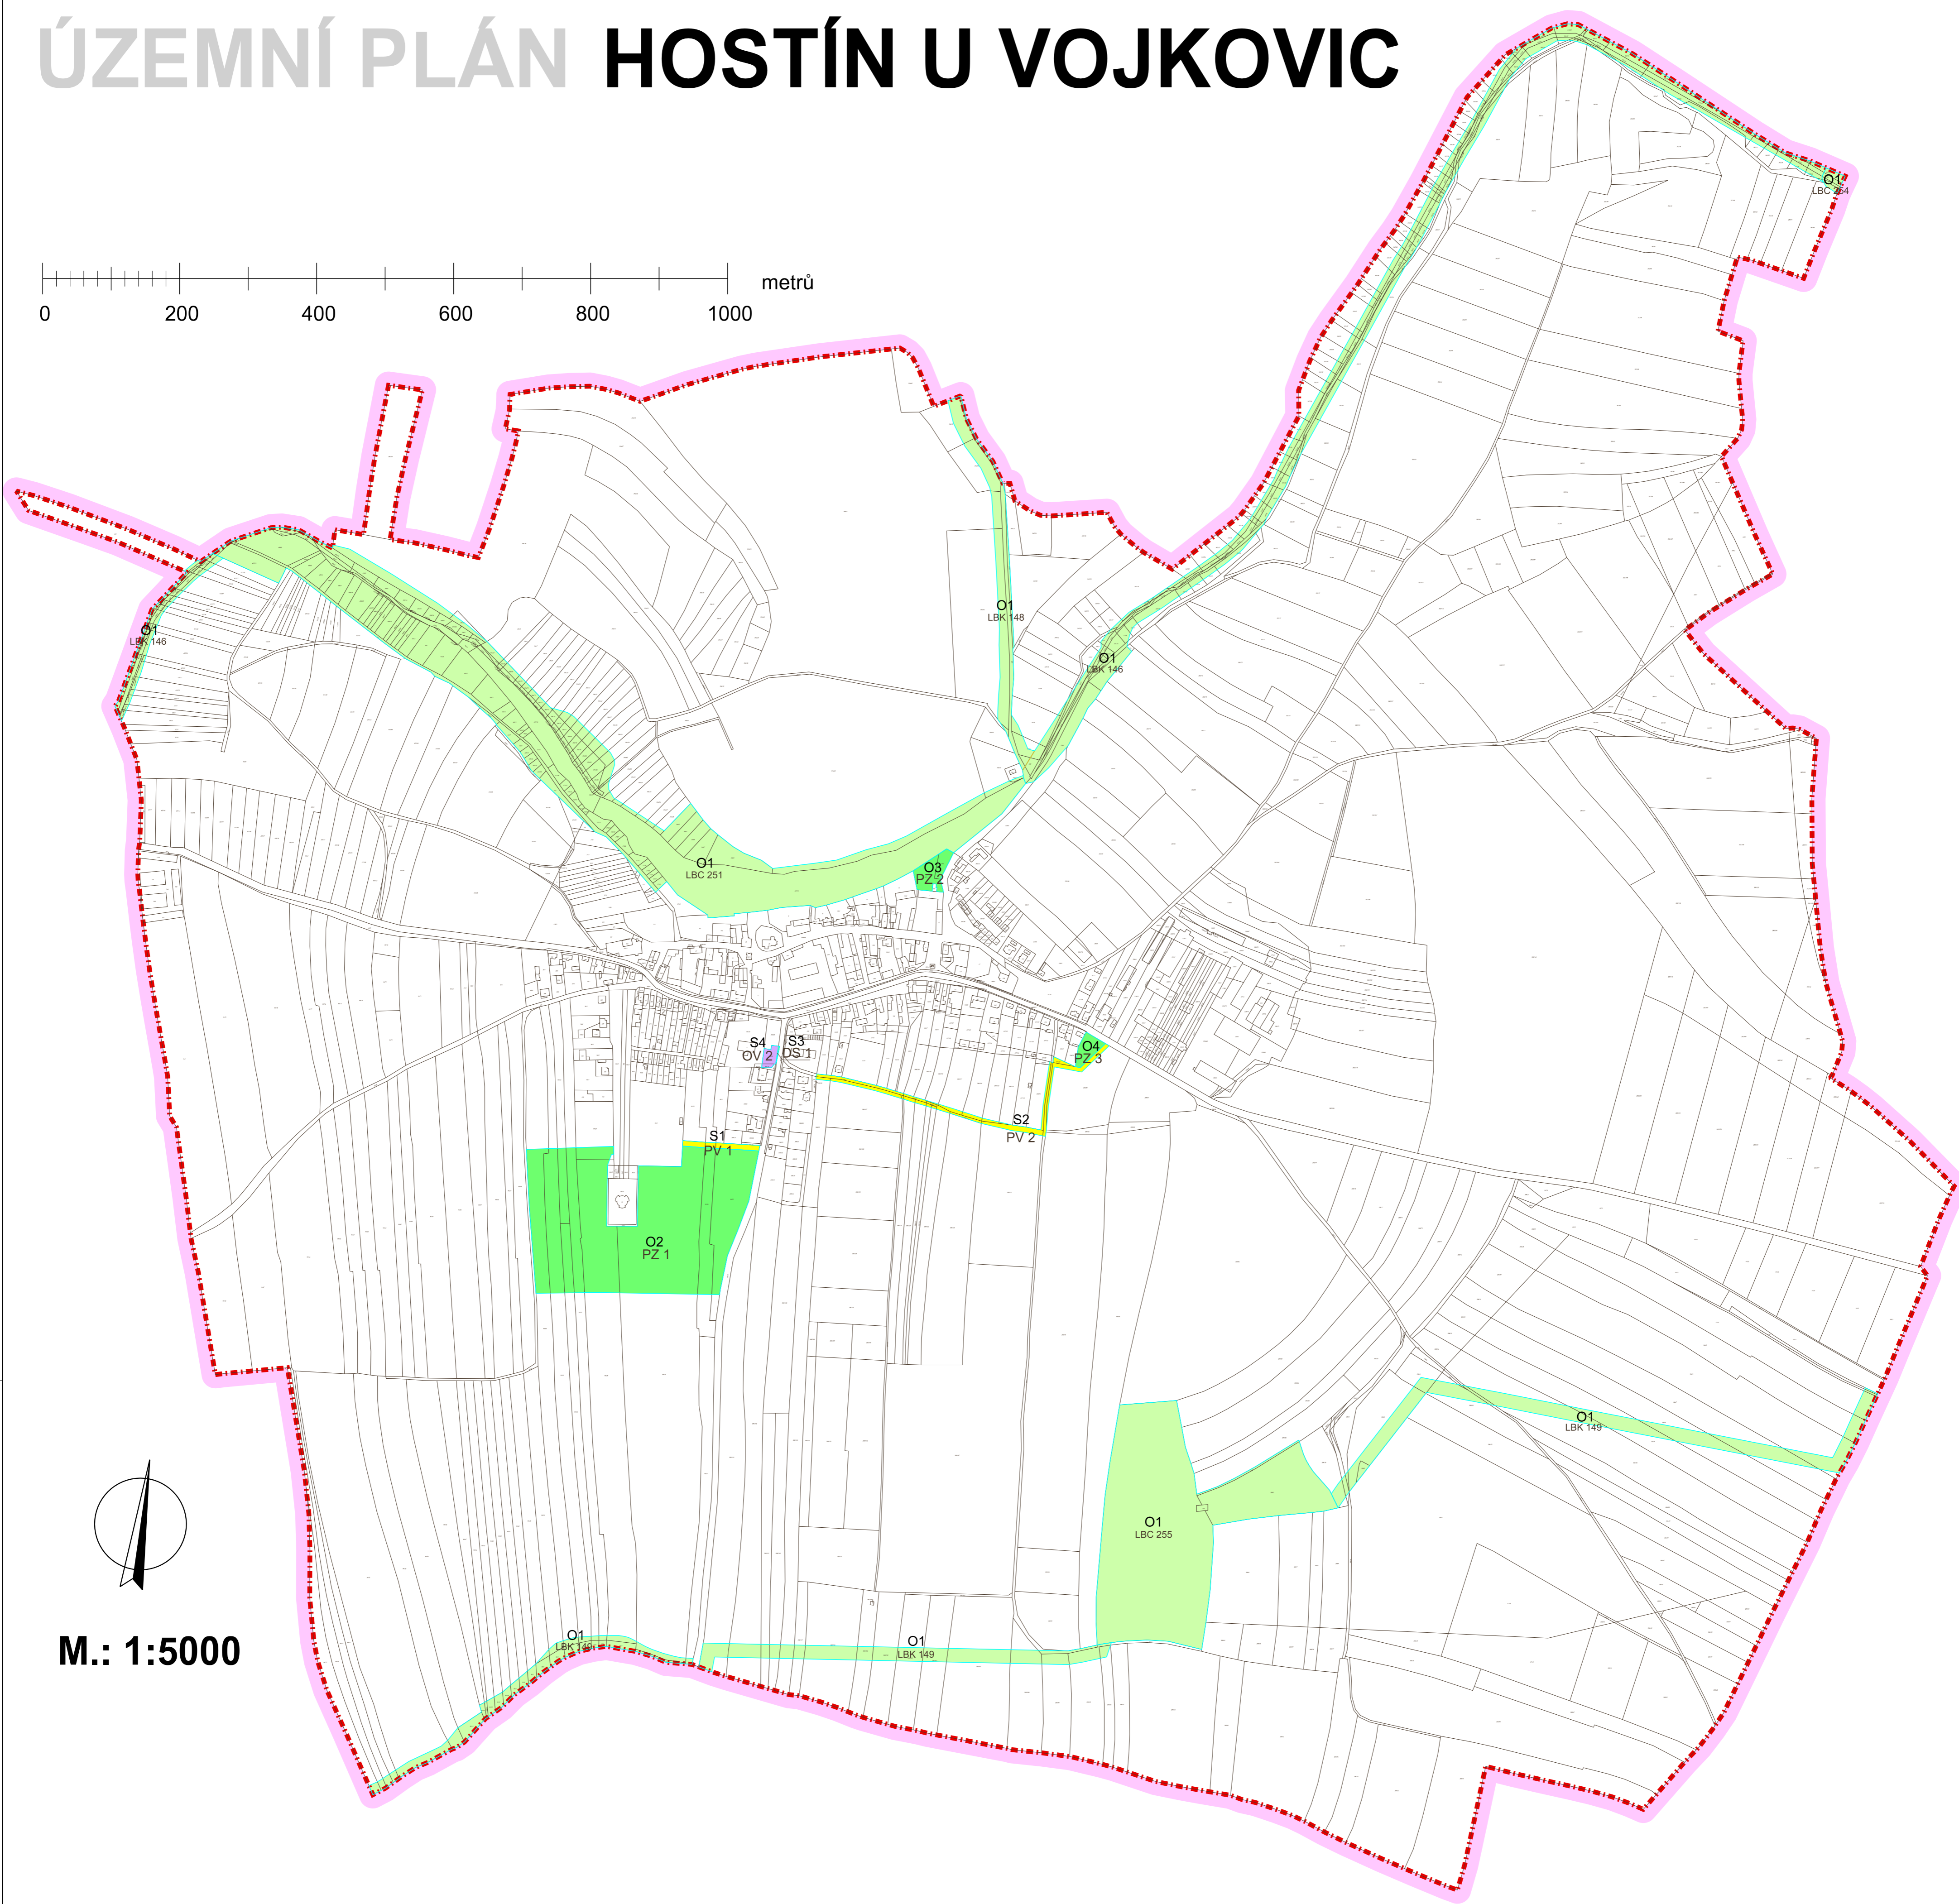 ÚZEMNÍ PLÁN HOSTÍN U VOJKOVIC
O1
LBC 264
metrů
0 200 400 600 800 1000
O1
LBK 146
O1
LBK 148
O1
LBK 146
O1
LBC 251
O3
PZ 2
S4
OV 2
S3
DS 1
O4
PZ 3
S2
PV 2
S1
PV 1
O2
PZ 1
O1
LBK 149
O1
LBC 255
O1
LBK 149
O1
LBK 149
M.: 1:5000